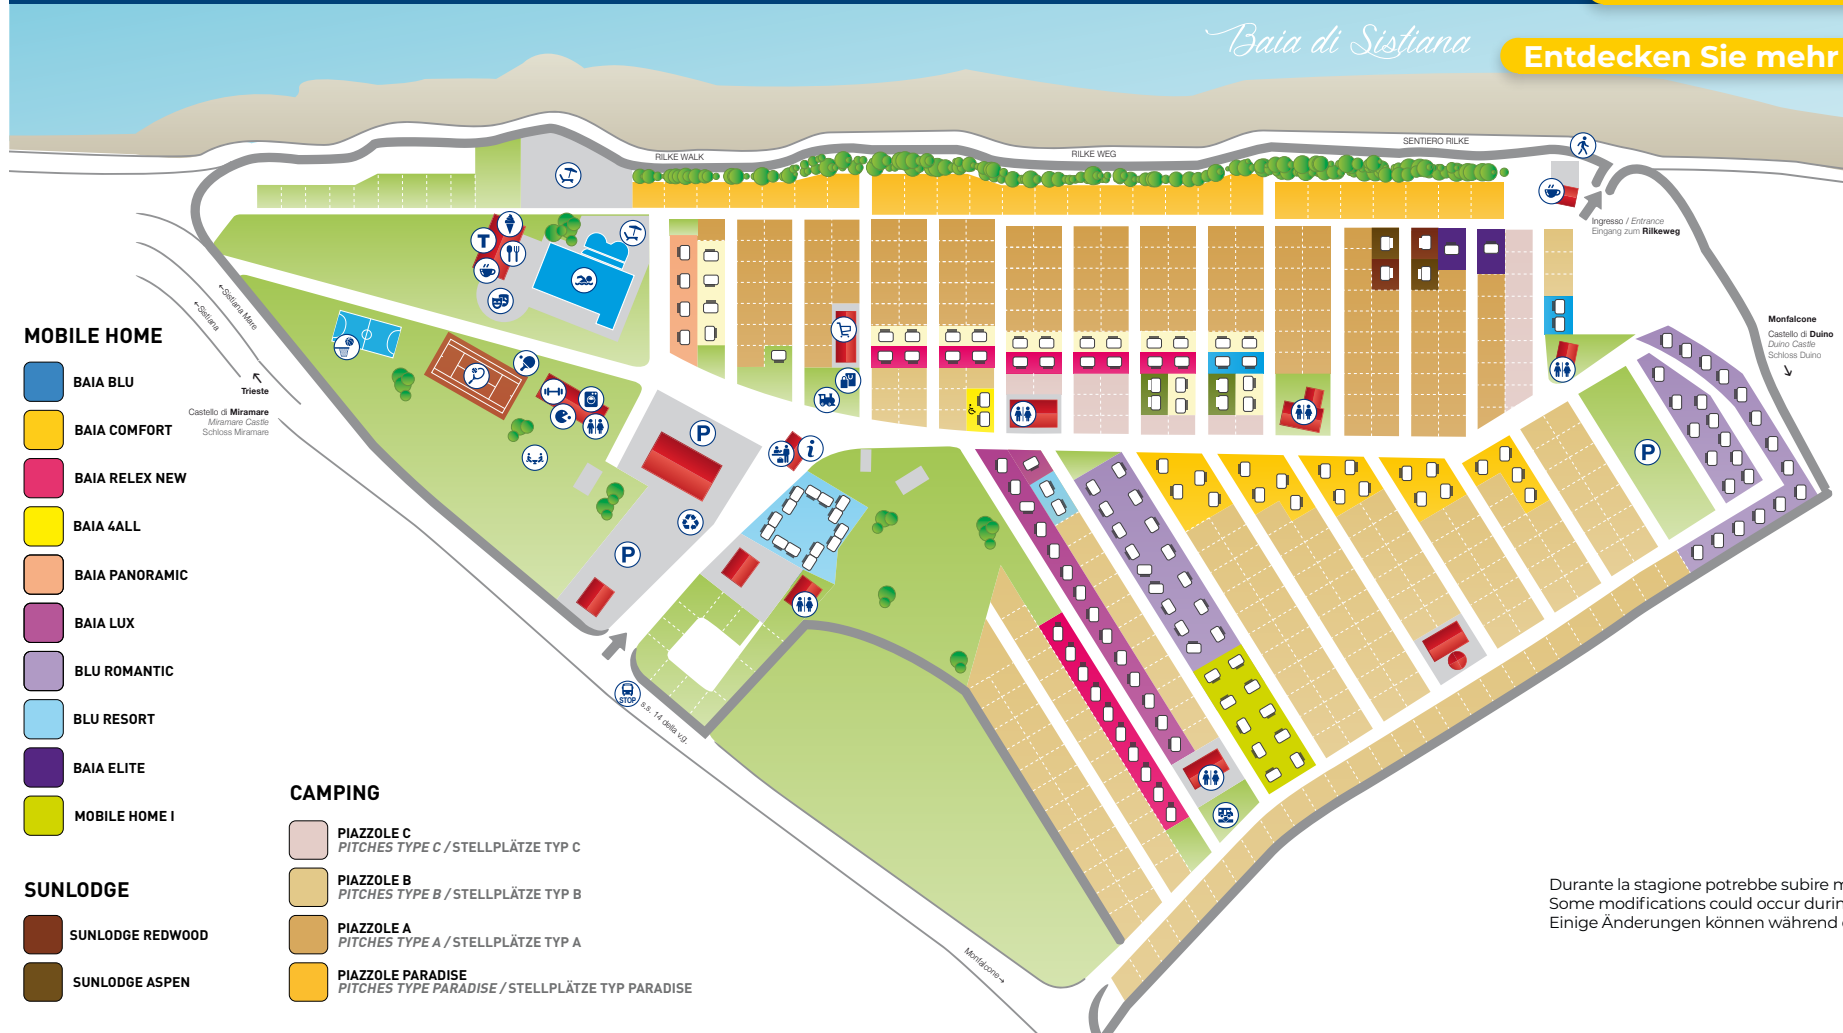 Baia di Sistiana
Entdecken Sie mehr
RILKE WALK
RILKE WEG
SENTIERO RILKE
Ingresso / Entrance
Eingang zum Rilkeweg
←Sistiana Mare
←Sistiana
Trieste
Castello di Miramare
Miramare Castle
Schloss Miramare
Monfalcone
Castello di Duino
Duino Castle
Schloss Duino
T
P
i
P
P
STOP
s.s. 14 della v.g.
Monfalcone→
MOBILE HOME
BAIA BLU
BAIA COMFORT
BAIA RELEX NEW
BAIA 4ALL
BAIA PANORAMIC
BAIA LUX
BLU ROMANTIC
BLU RESORT
BAIA ELITE
MOBILE HOME I
SUNLODGE
SUNLODGE REDWOOD
SUNLODGE ASPEN
CAMPING
PIAZZOLE C
PITCHES TYPE C / STELLPLÄTZE TYP C
PIAZZOLE B
PITCHES TYPE B / STELLPLÄTZE TYP B
PIAZZOLE A
PITCHES TYPE A / STELLPLÄTZE TYP A
PIAZZOLE PARADISE
PITCHES TYPE PARADISE / STELLPLÄTZE TYP PARADISE
Durante la stagione potrebbe subire
Some modifications could occur
Einige Änderungen können während